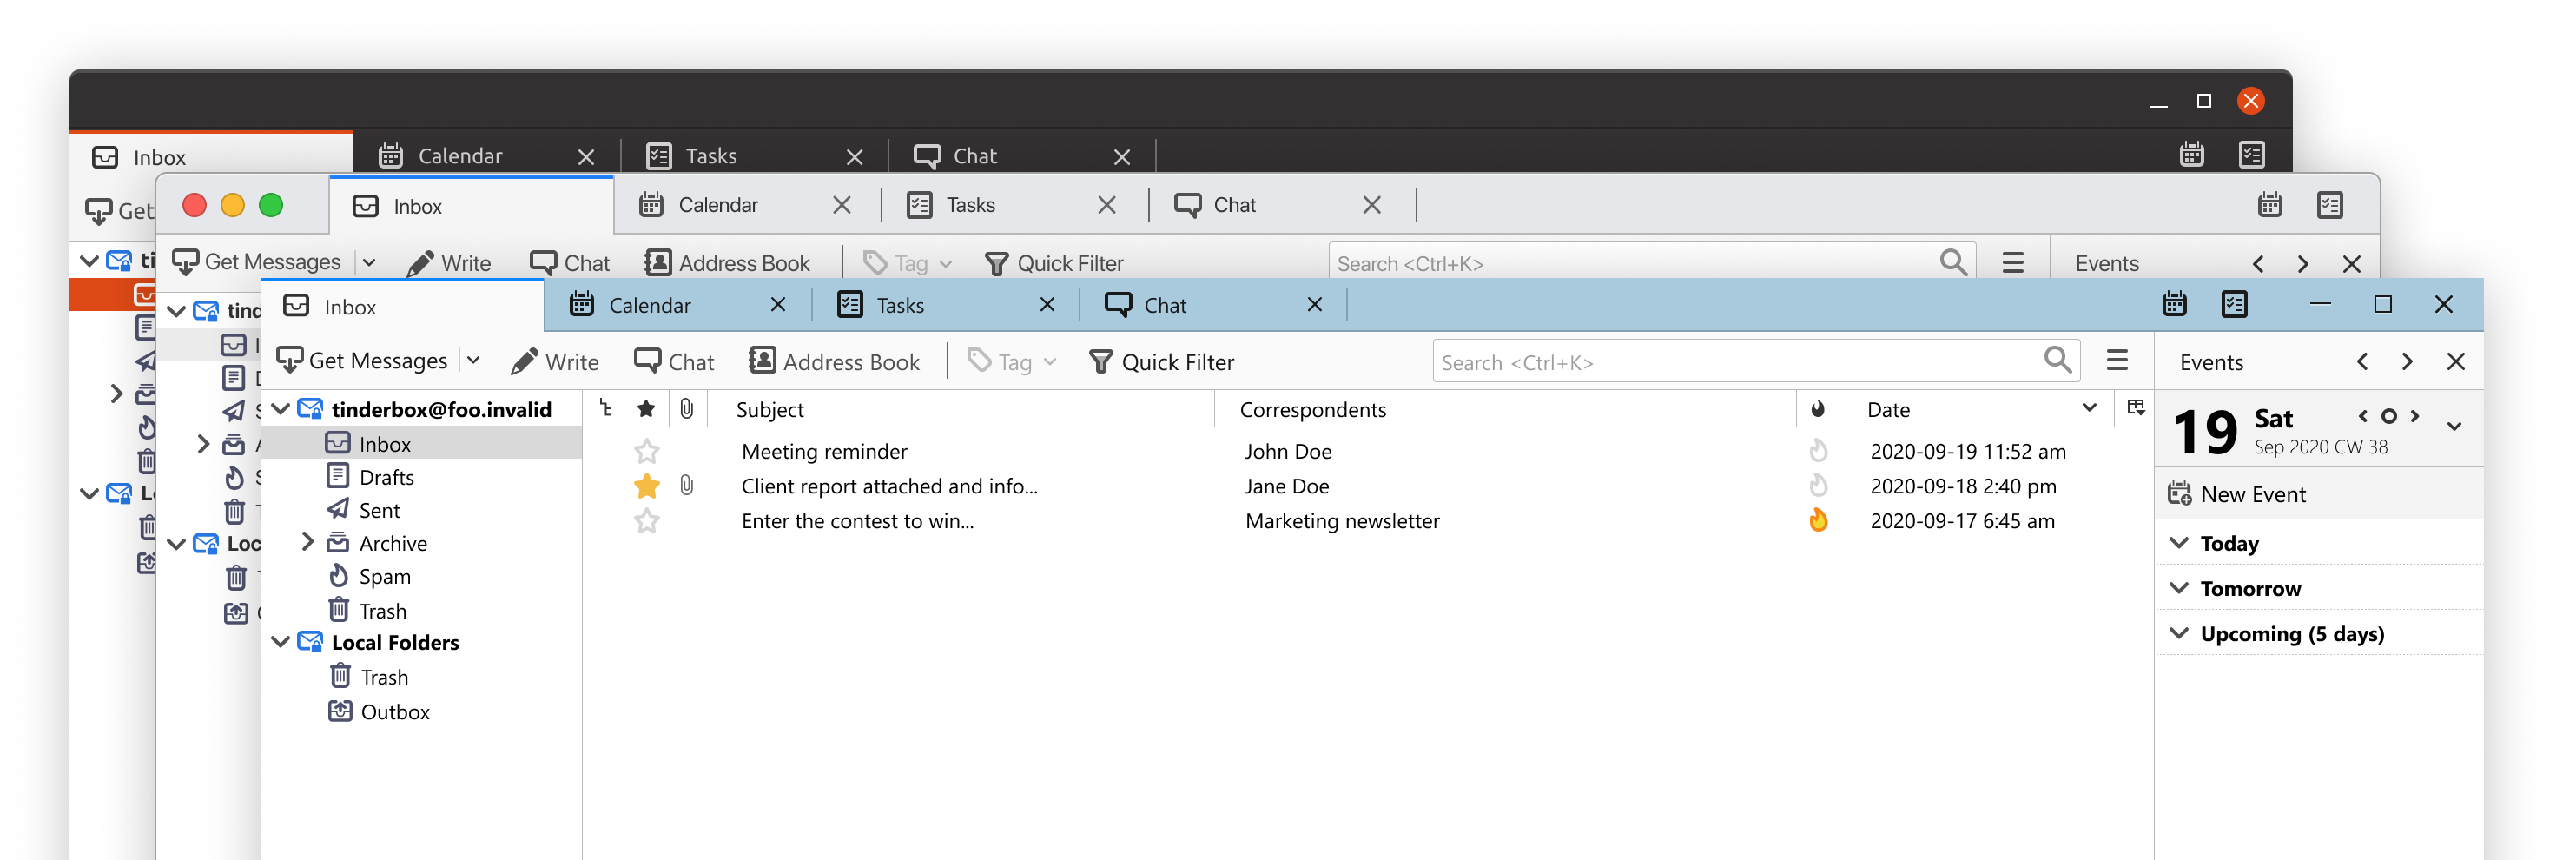 Inbox
Calendar
Tasks
Chat
Get
ti
L
Inbox
Calendar
Tasks
Chat
Get Messages
Write
Chat
Address Book
Tag
Quick Filter
Search <Ctrl+K>
Events
tind
Loc
Inbox
Calendar
Tasks
Chat
Get Messages
Write
Chat
Address Book
Tag
Quick Filter
Search <Ctrl+K>
Events
tinderbox@foo.invalid
Inbox
Drafts
Sent
Archive
Spam
Trash
Local Folders
Trash
Outbox
Subject Correspondents Date
Meeting reminder John Doe 2020-09-19 11:52 am
Client report attached and info... Jane Doe 2020-09-18 2:40 pm
Enter the contest to win... Marketing newsletter 2020-09-17 6:45 am
19
Sat
Sep 2020 CW 38
New Event
Today
Tomorrow
Upcoming (5 days)